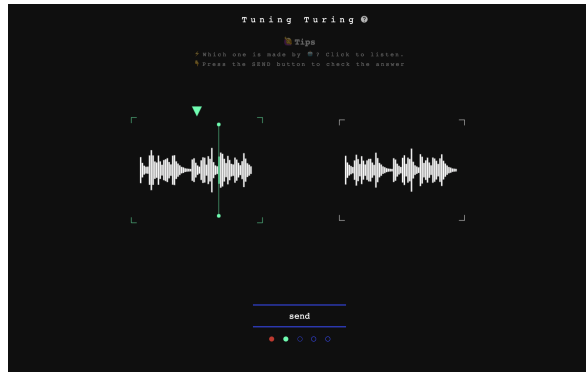 Tuning Turing ?
Tips
Which one is made by ? Click to listen.
Press the SEND button to check the answer
send